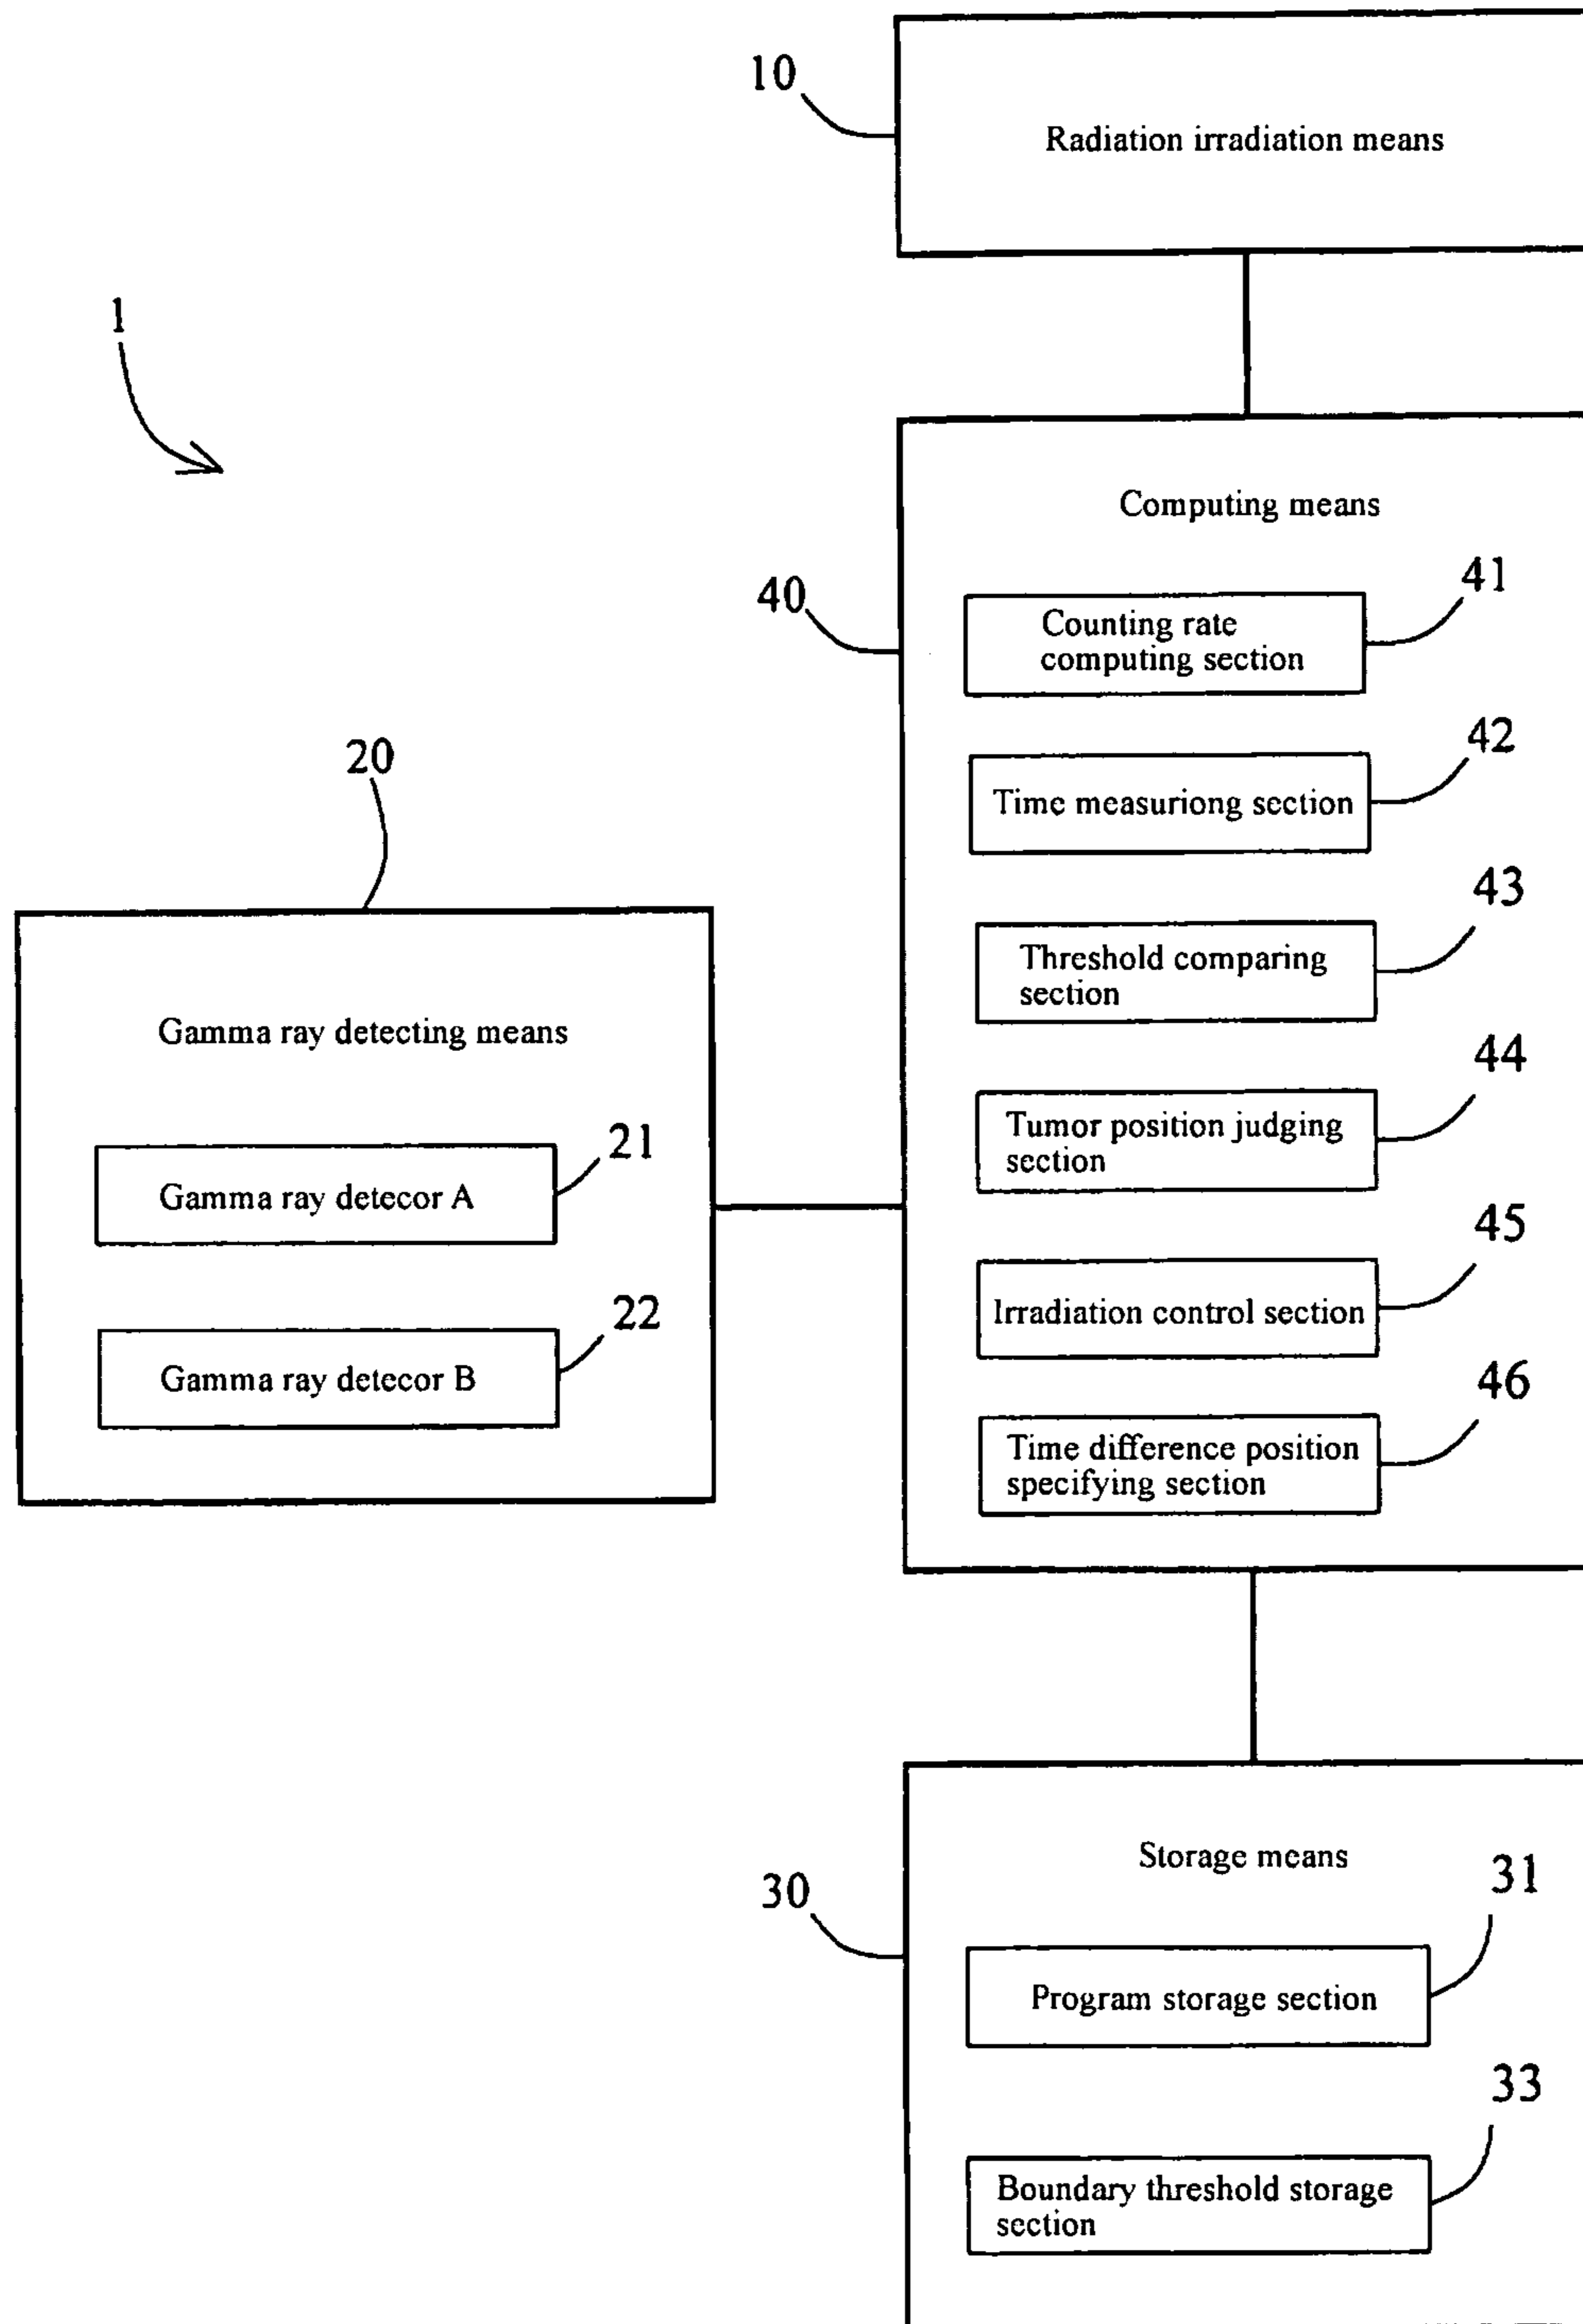 10
Radiation irradiation means
1
Computing means
40
41
Counting rate
computing section
42
Time measuriong section
43
Threshold comparing
section
44
Tumor position judging
section
45
Irradiation control section
46
Time difference position
specifying section
20
Gamma ray detecting means
21
Gamma ray detecor A
22
Gamma ray detecor B
30
Storage means
31
Program storage section
33
Boundary threshold storage
section